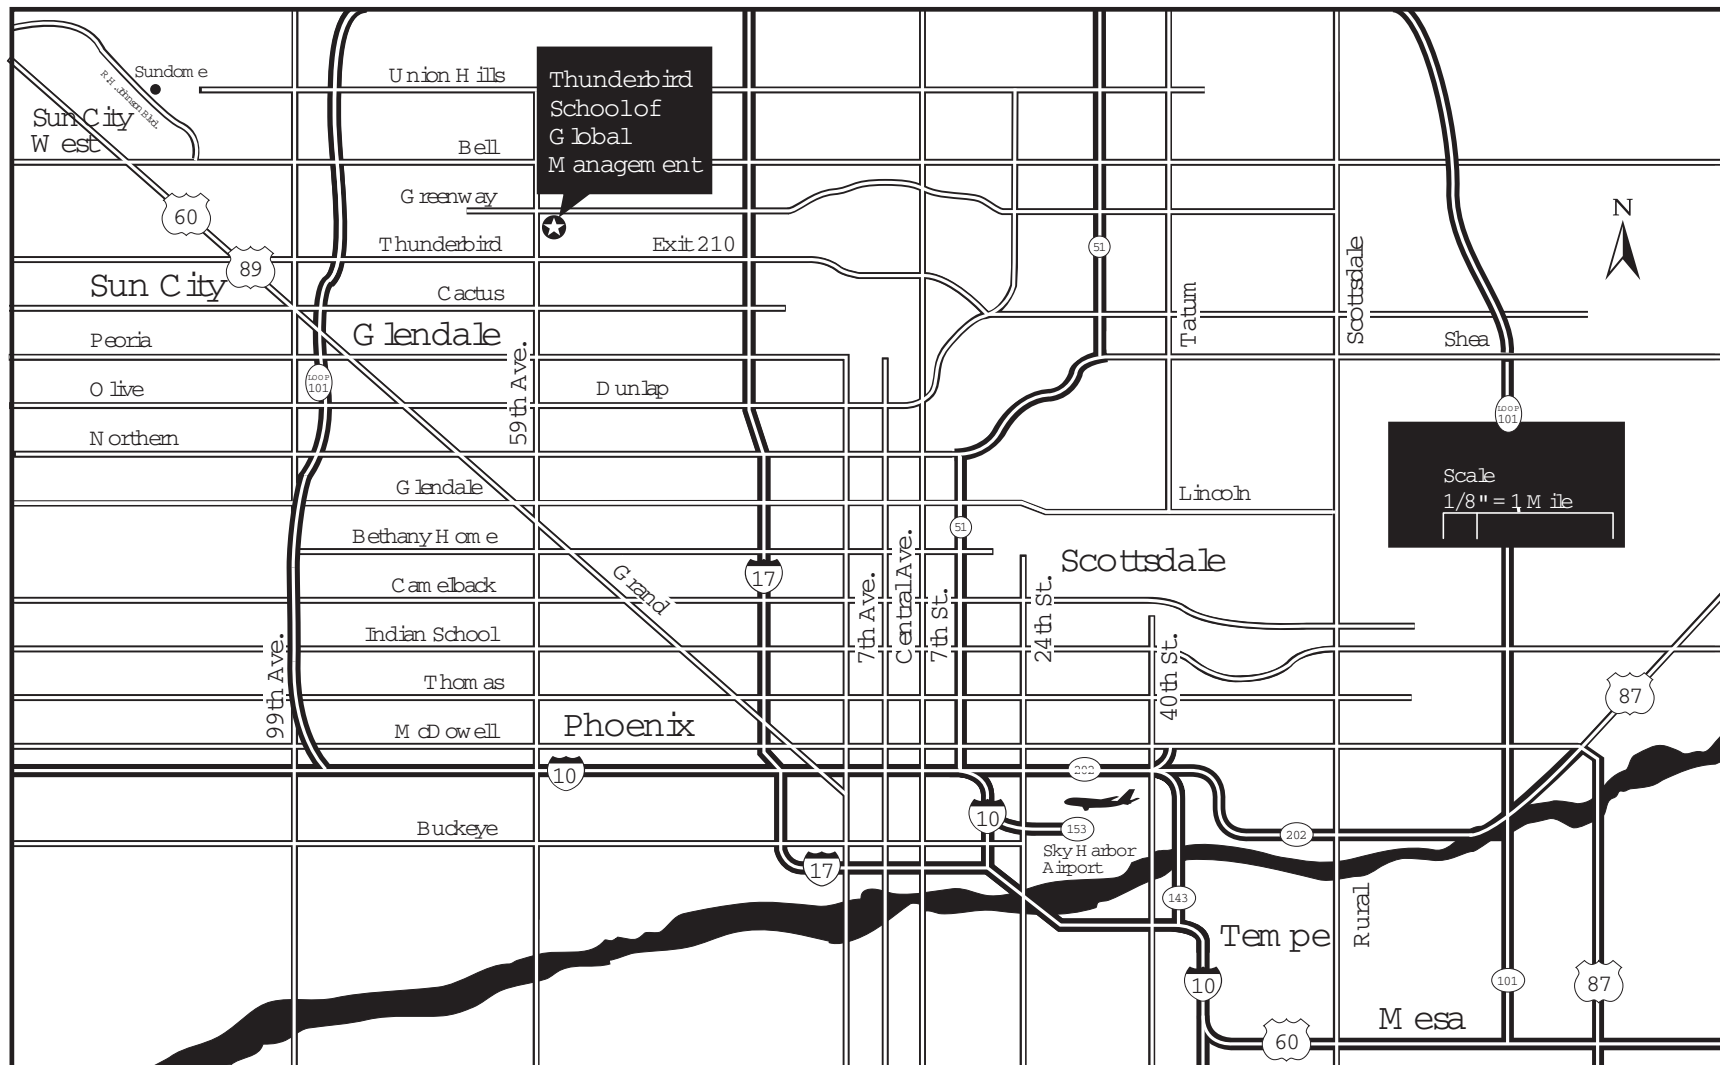 Sundome
R.H. Johnson Blvd.
Sun City
West
Union Hills
Thunderbird
School of
Global
Management
Bell
Greenway
60
Thunderbird
Exit 210
51
N
89
Sun City
Cactus
Scottsdale
Tatum
Peoria
Glendale
Shea
LOOP
101
Olive
59th Ave.
Dunlap
LOOP
101
Northern
Scale
1/8" = 1 Mile
Glendale
Lincoln
Bethany Home
51
Scottsdale
Camelback
Grand
17
7th Ave.
Central Ave.
7th St.
24th St.
Indian School
99th Ave.
40th St.
Thomas
87
McDowell
Phoenix
10
202
Buckeye
10
153
202
Sky Harbor
Airport
17
143
Rural
Tempe
10
101
87
Mesa
60